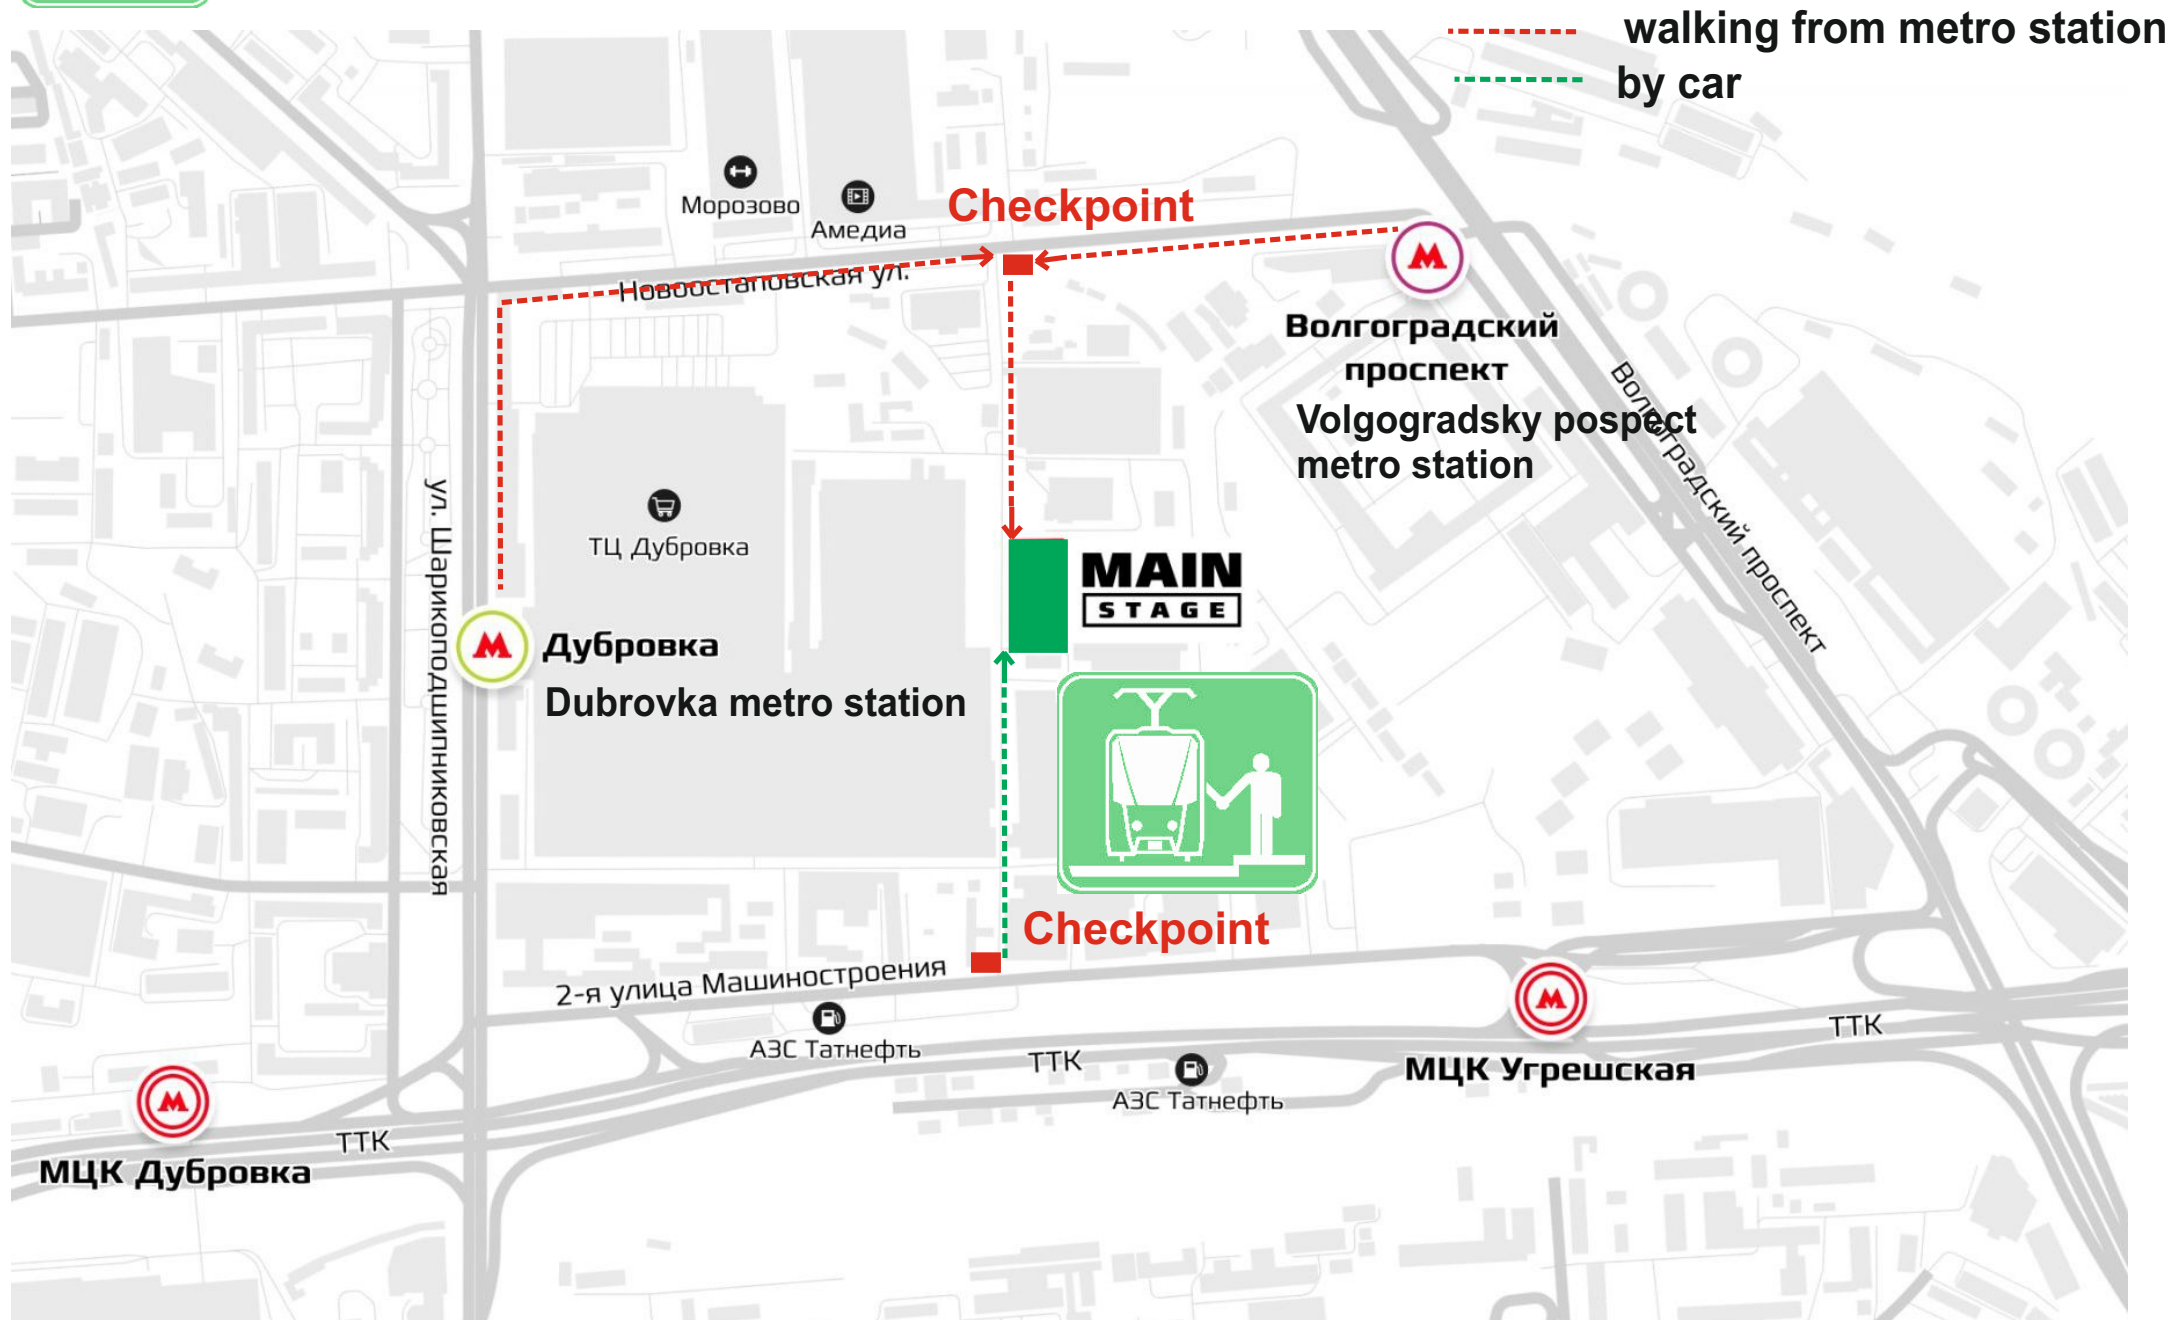 walking from metro station
by car
Морозово
Амедиа
Checkpoint
Новоостаповская ул.
Волгоградский
проспект
Volgogradsky pospect
metro station
Волгоградский проспект
ул. Шарикоподшипниковская
ТЦ Дубровка
MAIN
STAGE
Дубровка
Dubrovka metro station
Checkpoint
2-я улица Машиностроения
АЗС Татнефть
ТТК
АЗС Татнефть
МЦК Угрешская
ТТК
ТТК
МЦК Дубровка